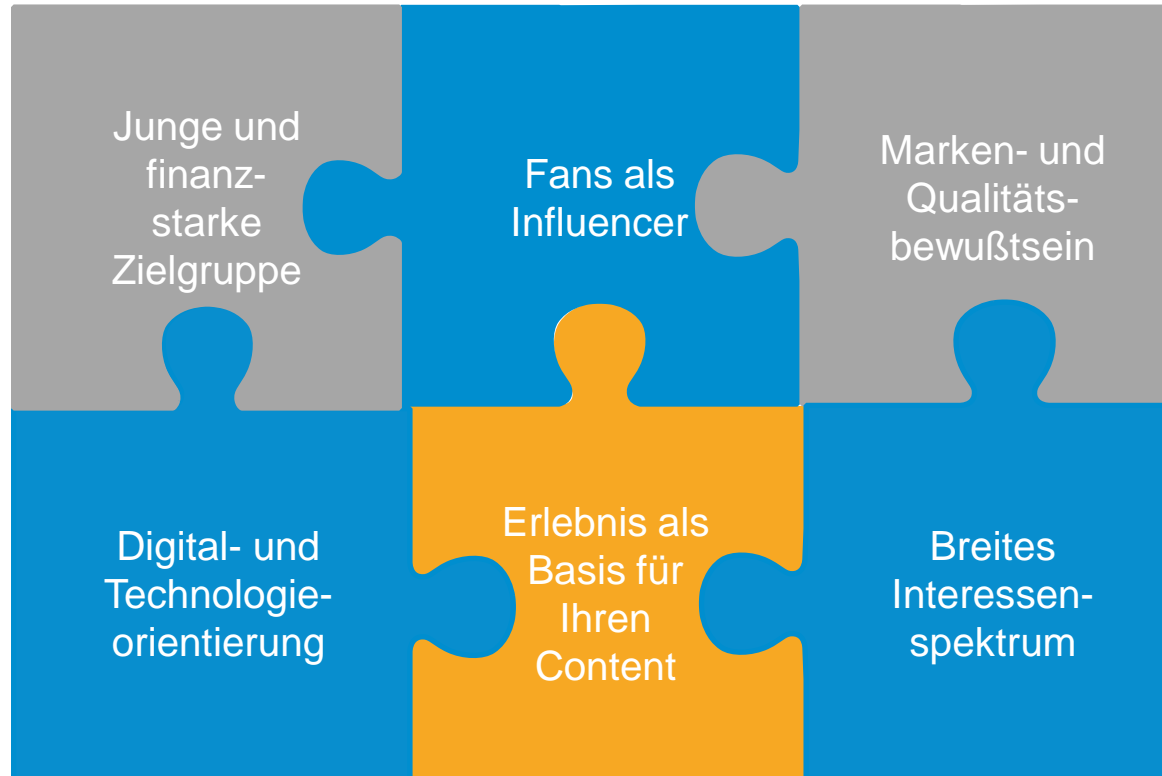 Junge und
finanz-
starke
Zielgruppe
Fans als
Influencer
Marken- und
Qualitäts-
bewußtsein
Digital- und
Technologie-
orientierung
Erlebnis als
Basis für
Ihren
Content
Breites
Interessen-
spektrum